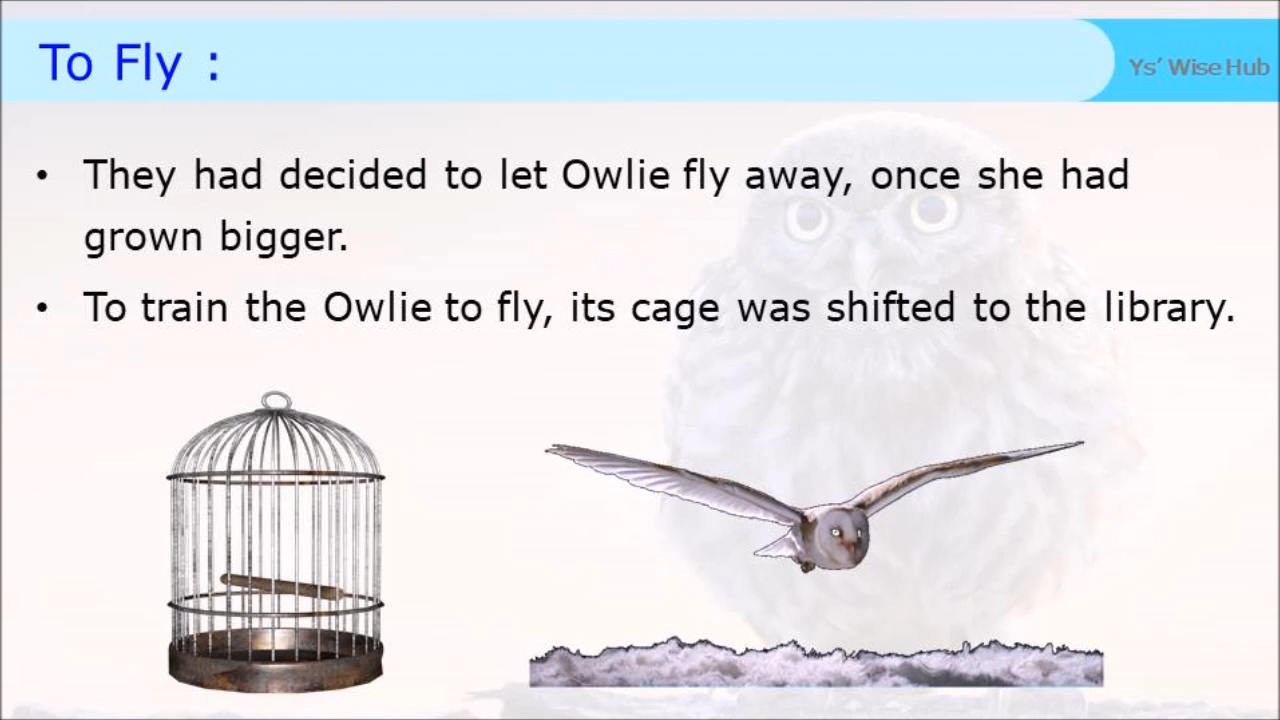 To Fly :
Ys’ Wise Hub
• They had decided to let Owlie fly away, once she had
grown bigger.
• To train the Owlie to fly, its cage was shifted to the library.